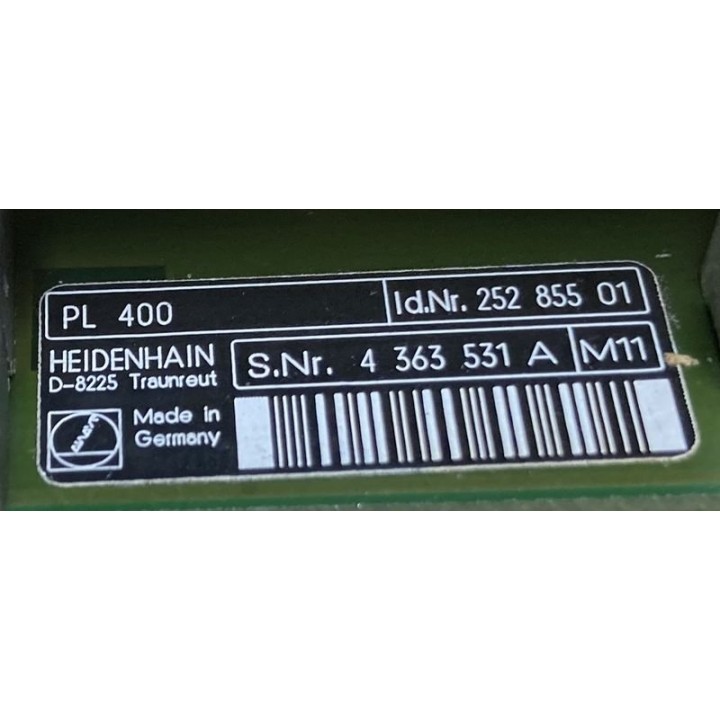 PL 400
Id.Nr. 252 855 01
HEIDENHAIN
D-8225 Traunreut
S.Nr. 4 363 531 A
M11
Made in
Germany